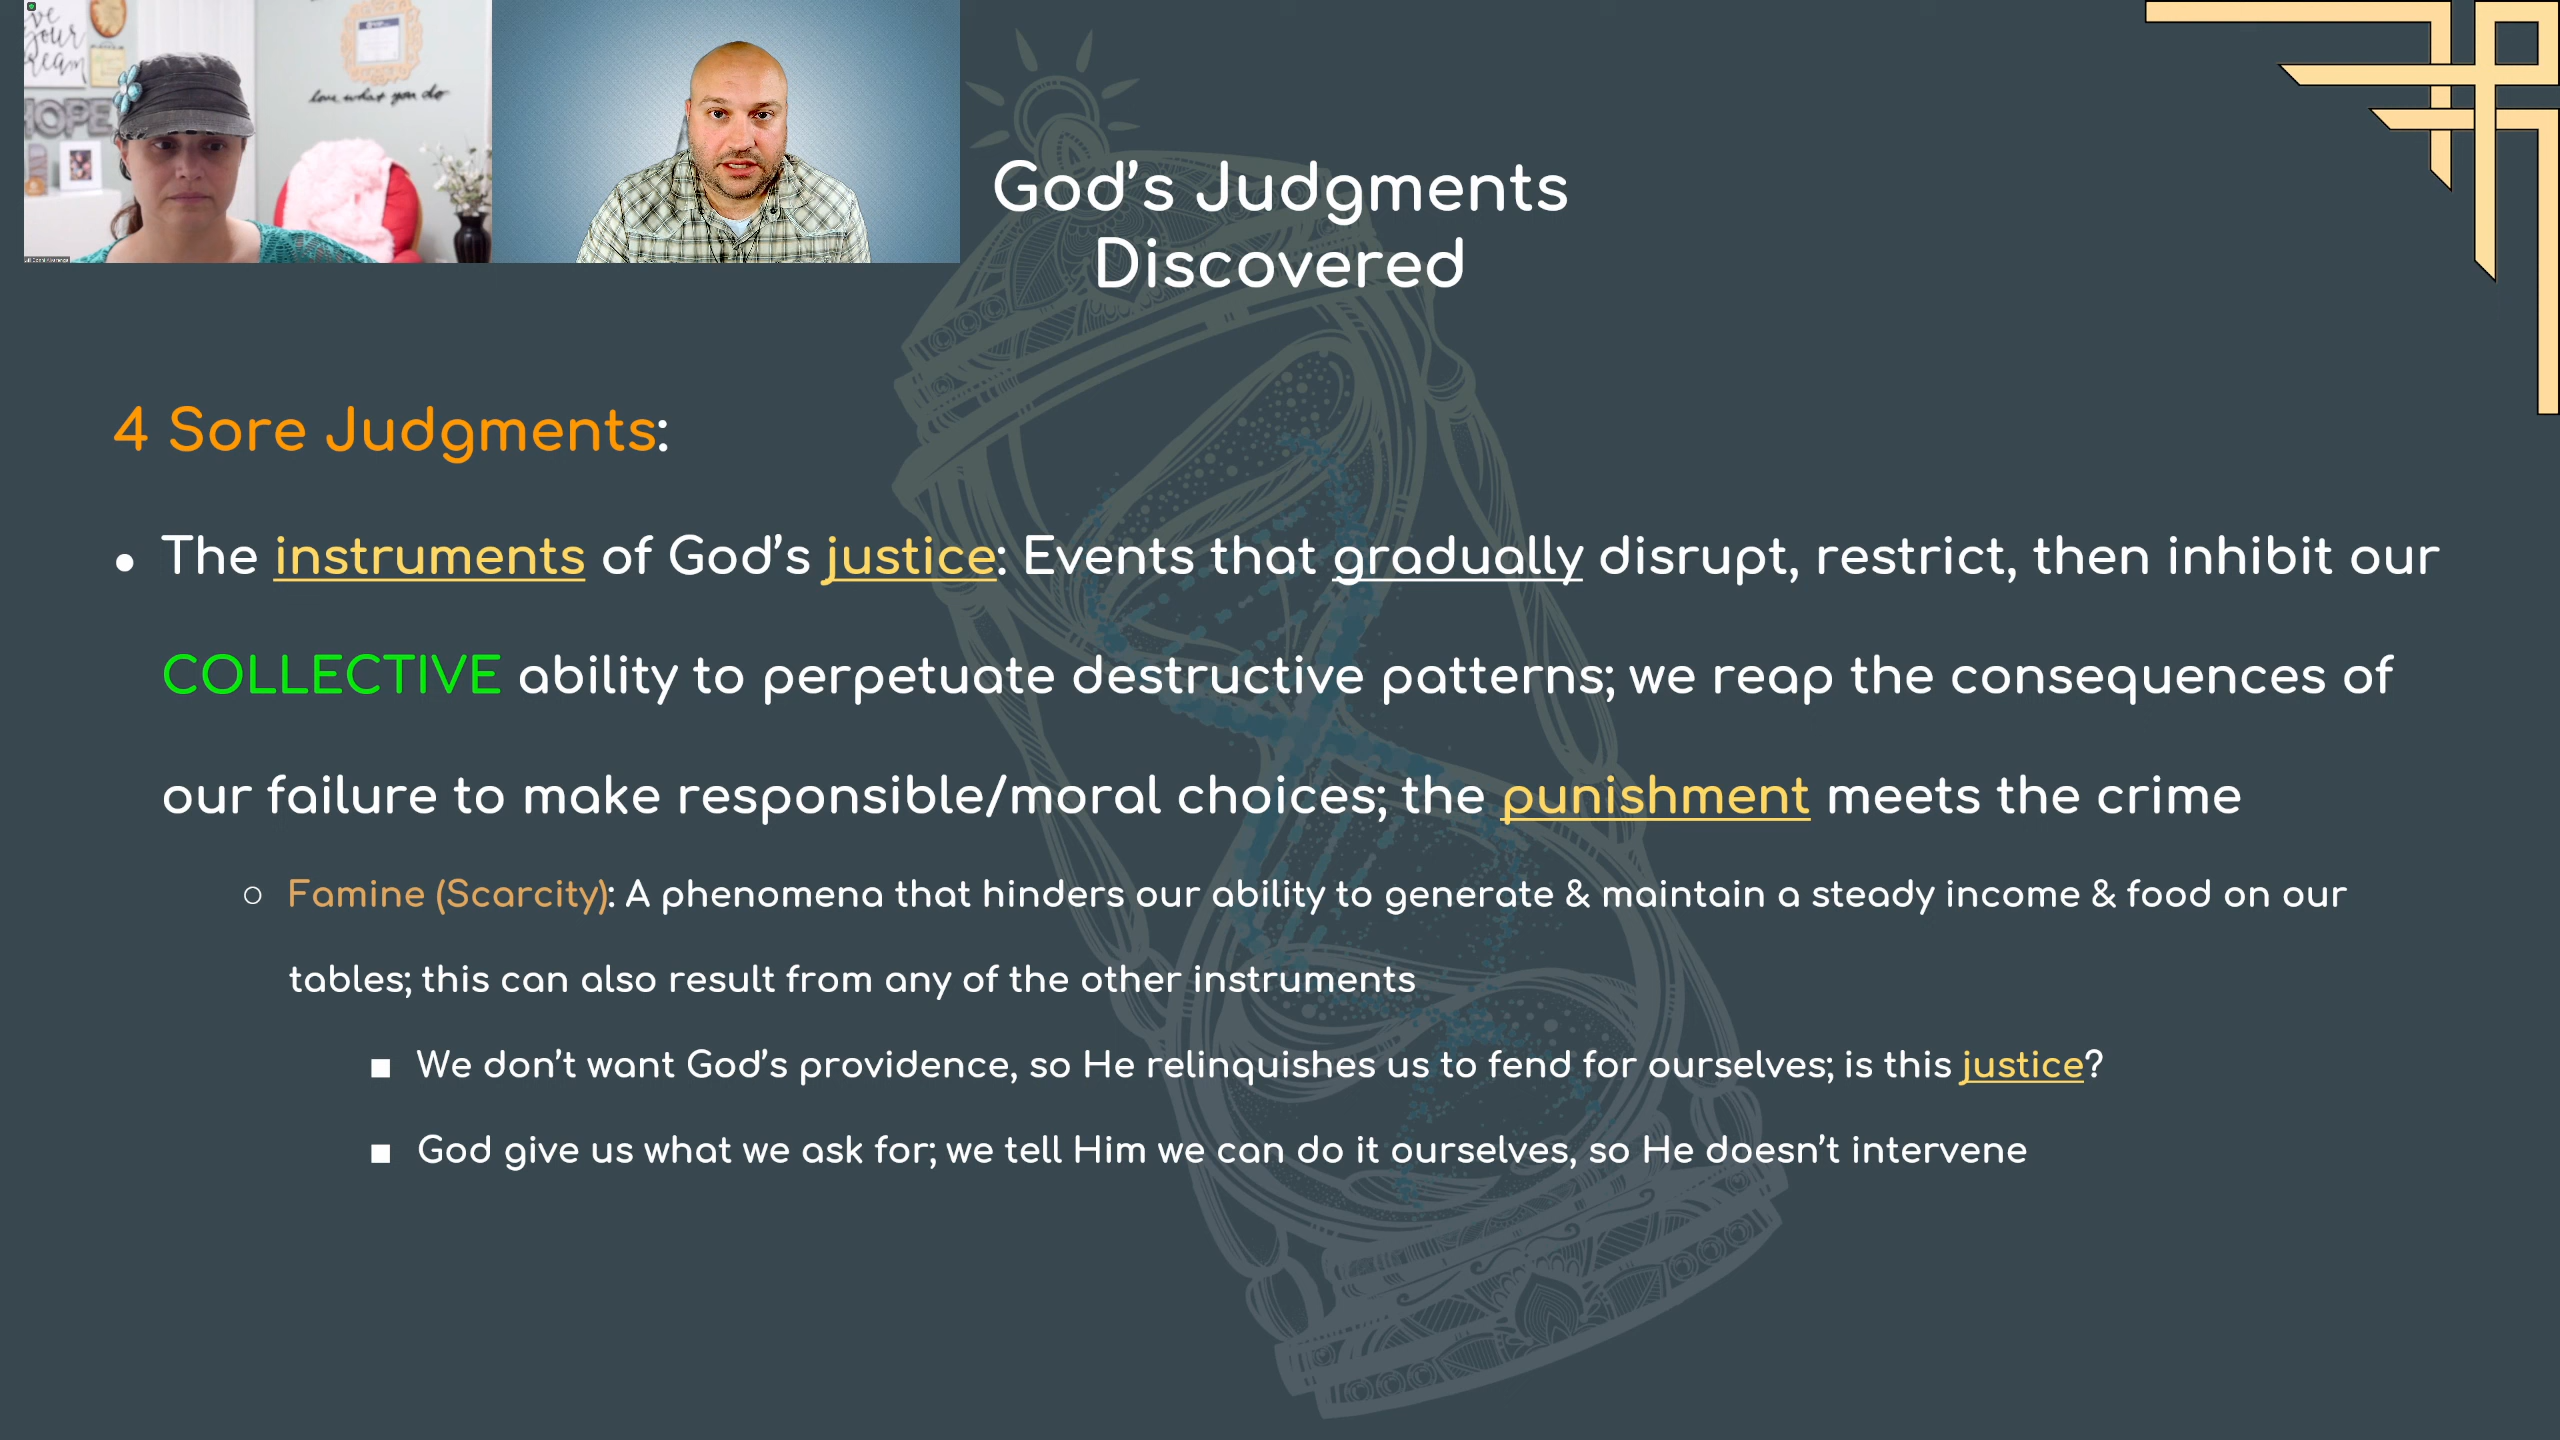 ve
your
ream
HOPE
love what you do
God's Judgments
Discovered
4 Sore Judgments:
• The instruments of God's justice: Events that gradually disrupt, restrict, then inhibit our
COLLECTIVE ability to perpetuate destructive patterns; we reap the consequences of
our failure to make responsible/moral choices; the punishment meets the crime
○ Famine (Scarcity): A phenomena that hinders our ability to generate & maintain a steady income & food on our
tables; this can also result from any of the other instruments
■ We don't want God's providence, so He relinquishes us to fend for ourselves; is this justice?
■ God give us what we ask for; we tell Him we can do it ourselves, so He doesn't intervene